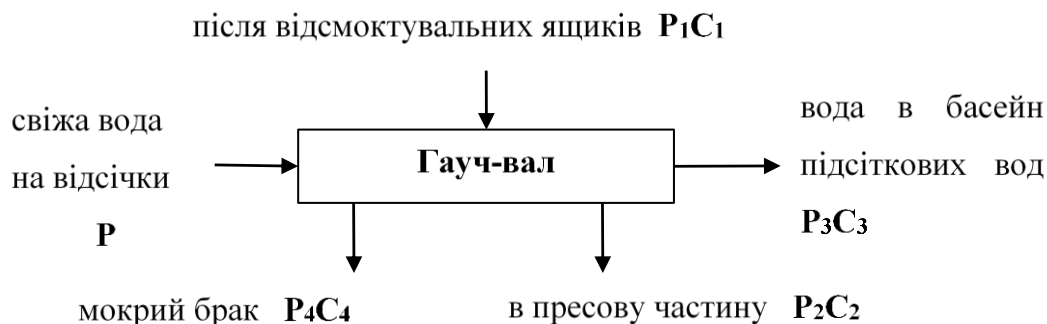 після відсмоктувальних ящиків P₁C₁
свіжа вода
на відсічки
P
Гауч-вал
вода в басейн
підсіткових вод
P₃C₃
мокрий брак P₄C₄
в пресову частину P₂C₂